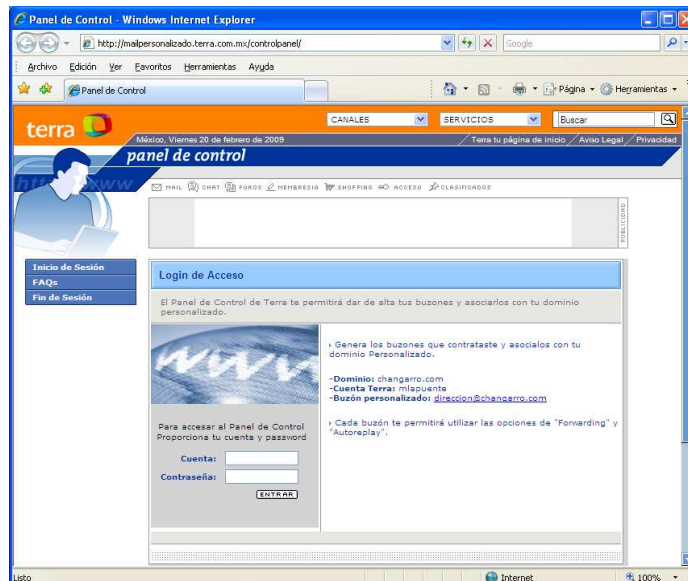 Panel de Control - Windows Internet Explorer
http://mailpersonalizado.terra.com.mx/controlpanel/
Google
Archivo Edición Ver Favoritos Herramientas Ayuda
Panel de Control
Página
Herramientas
terra
CANALES
SERVICIOS
Buscar
México, Viernes 20 de febrero de 2009
Terra tu página de inicio / Aviso Legal / Privacidad
panel de control
http www
MAIL CHAT FOROS MEMBRESIA SHOPPING ACCESO CLASIFICADOS
PUBLICIDAD
Inicio de Sesión
FAQs
Fin de Sesión
Login de Acceso
El Panel de Control de Terra te permitirá dar de alta tus buzones y asociarlos con tu dominio
personalizado.
www
Para accesar al Panel de Control
Proporciona tu cuenta y password
Cuenta:
Contraseña:
ENTRAR
Genera los buzones que contrataste y asocialos con tu
dominio Personalizado.
-Dominio: changarro.com
-Cuenta Terra: mlapuente
-Buzón personalizado: direccion@changarro.com
Cada buzón te permitirá utilizar las opciones de "Forwarding" y
"Autoreplay".
Listo
Internet
100%